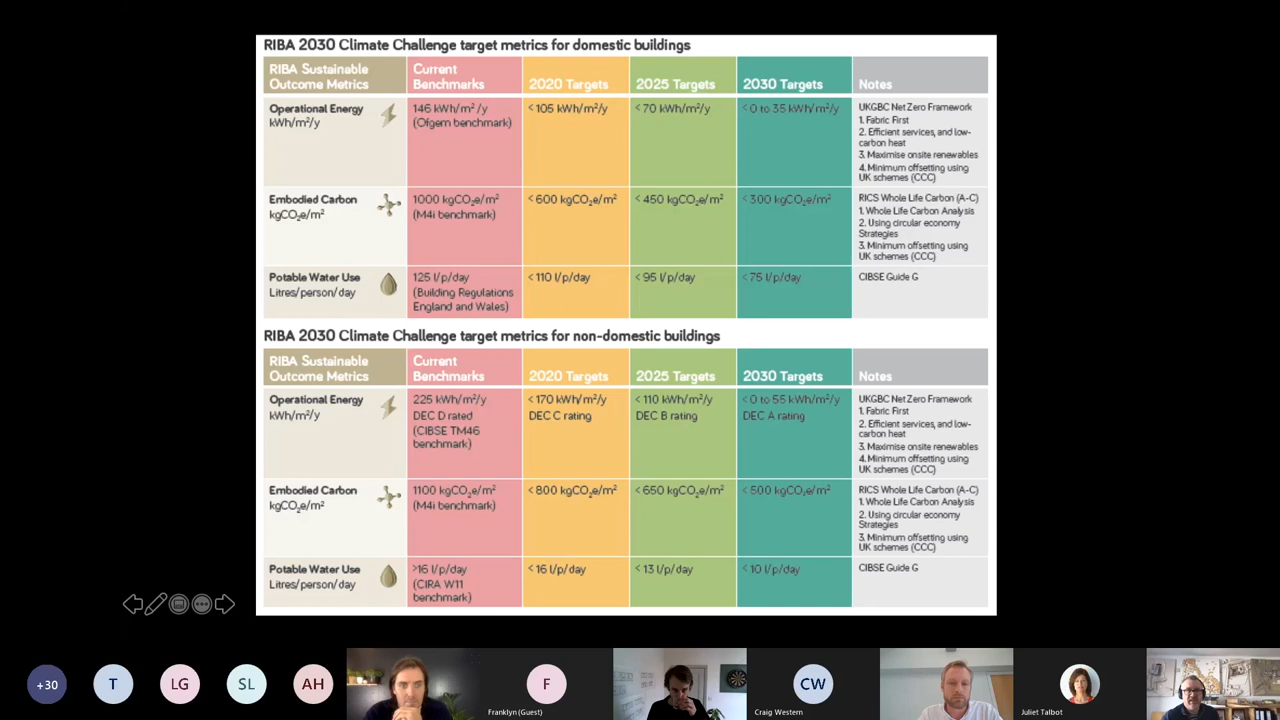 RIBA 2030 Climate Challenge target metrics for domestic buildings
RIBA Sustainable
Outcome Metrics
Current
Benchmarks
2020 Targets
2025 Targets
2030 Targets
Notes
Operational Energy
kWh/m²/y
146 kWh/m²/y
(Ofgem benchmark)
< 105 kWh/m²/y
< 70 kWh/m²/y
< 0 to 35 kWh/m²/y
UKGBC Net Zero Framework
1. Fabric First
2. Efficient services, and low-
carbon heat
3. Maximise onsite renewables
4. Minimum offsetting using
UK schemes (CCC)
Embodied Carbon
kgCO₂e/m²
1000 kgCO₂e/m²
(M4i benchmark)
< 600 kgCO₂e/m²
< 450 kgCO₂e/m²
< 300 kgCO₂e/m²
RICS Whole Life Carbon (A-C)
1. Whole Life Carbon Analysis
2. Using circular economy
Strategies
3. Minimum offsetting using
UK schemes (CCC)
Potable Water Use
Litres/person/day
125 l/p/day
(Building Regulations
England and Wales)
< 110 l/p/day
< 95 l/p/day
< 75 l/p/day
CIBSE Guide G
RIBA 2030 Climate Challenge target metrics for non-domestic buildings
RIBA Sustainable
Outcome Metrics
Current
Benchmarks
2020 Targets
2025 Targets
2030 Targets
Notes
Operational Energy
kWh/m²/y
225 kWh/m²/y
DEC D rated
(CIBSE TM46
benchmark)
< 170 kWh/m²/y
DEC C rating
< 110 kWh/m²/y
DEC B rating
< 0 to 55 kWh/m²/y
DEC A rating
UKGBC Net Zero Framework
1. Fabric First
2. Efficient services, and low-
carbon heat
3. Maximise onsite renewables
4. Minimum offsetting using
UK schemes (CCC)
Embodied Carbon
kgCO₂e/m²
1100 kgCO₂e/m²
(M4i benchmark)
< 800 kgCO₂e/m²
< 650 kgCO₂e/m²
< 500 kgCO₂e/m²
RICS Whole Life Carbon (A-C)
1. Whole Life Carbon Analysis
2. Using circular economy
Strategies
3. Minimum offsetting using
UK schemes (CCC)
Potable Water Use
Litres/person/day
>16 l/p/day
(CIRA W11
benchmark)
< 16 l/p/day
< 13 l/p/day
< 10 l/p/day
CIBSE Guide G
+30
T
LG
SL
AH
F
Franklyn (Guest)
CW
Craig Western
Juliet Talbot